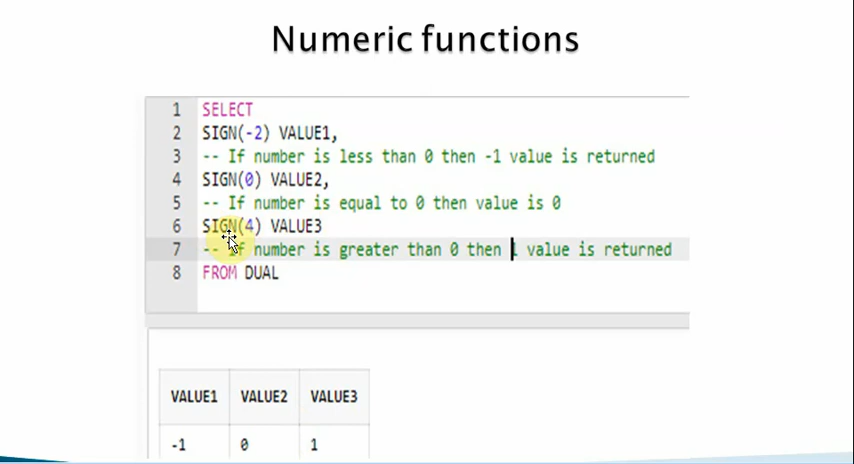 Numeric functions
1 SELECT
2 SIGN(-2) VALUE1,
3 -- If number is less than 0 then -1 value is returned
4 SIGN(0) VALUE2,
5 -- If number is equal to 0 then value is 0
6 SIGN(4) VALUE3
7 -- If number is greater than 0 then 1 value is returned
8 FROM DUAL
VALUE1 VALUE2 VALUE3
-1 0 1